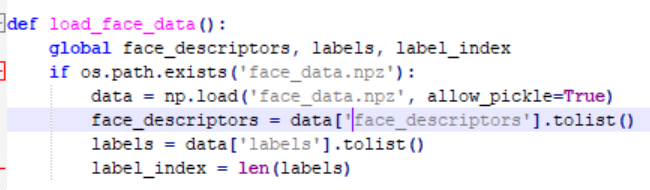 def load_face_data():
    global face_descriptors, labels, label_index
    if os.path.exists('face_data.npz'):
        data = np.load('face_data.npz', allow_pickle=True)
        face_descriptors = data['face_descriptors'].tolist()
        labels = data['labels'].tolist()
        label_index = len(labels)